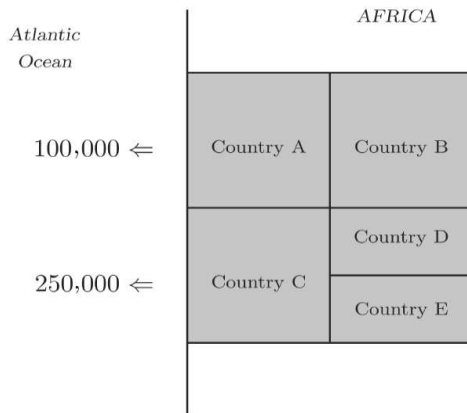 AFRICA
Atlantic
Ocean
100,000 ⇐
Country A
Country B
Country D
250,000 ⇐
Country C
Country E